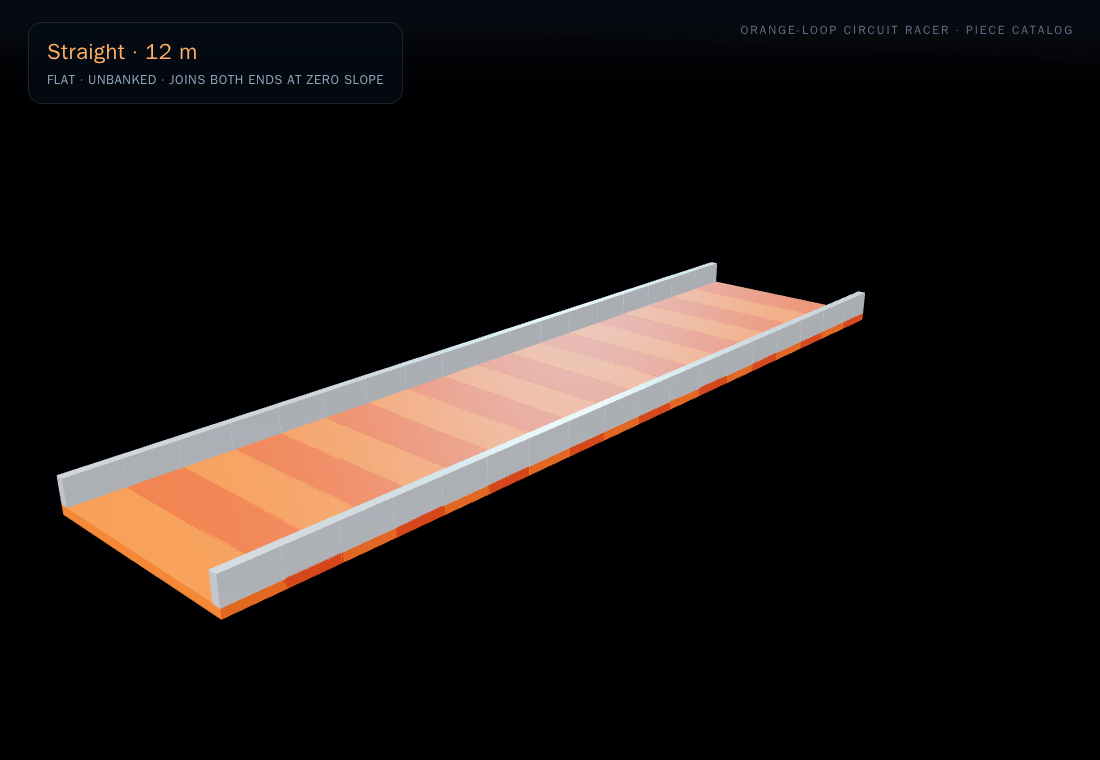 Straight · 12 m
FLAT · UNBANKED · JOINS BOTH ENDS AT ZERO SLOPE
ORANGE-LOOP CIRCUIT RACER · PIECE CATALOG